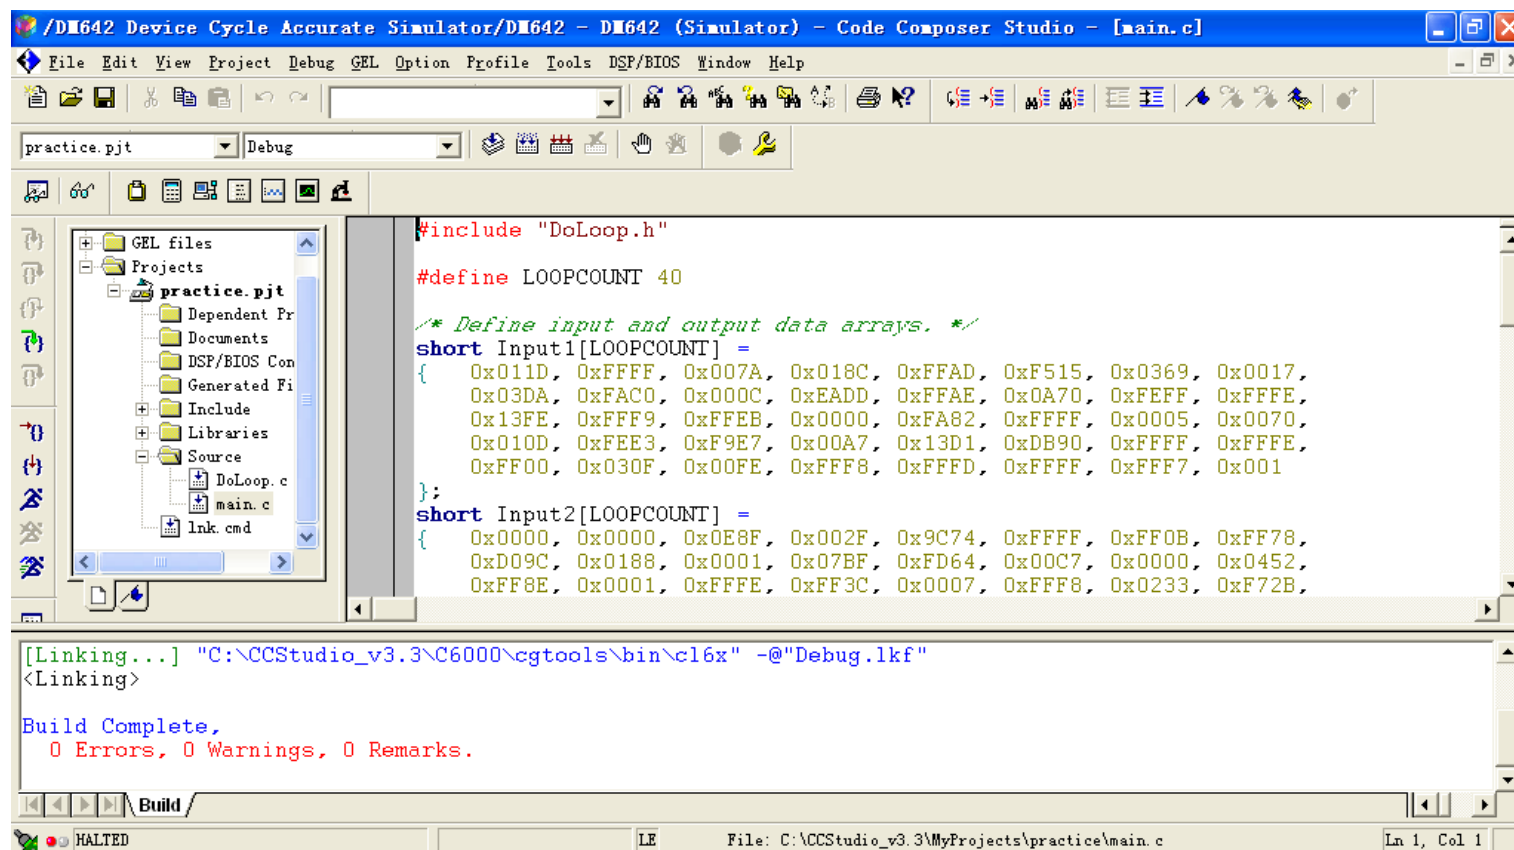 /DM642 Device Cycle Accurate Simulator/DM642 - DM642 (Simulator) - Code Composer Studio - [main.c]
File Edit View Project Debug GEL Option Profile Tools DSP/BIOS Window Help
practice.pjt Debug
GEL files
Projects
practice.pjt
Dependent Pr
Documents
DSP/BIOS Con
Generated Fi
Include
Libraries
Source
DoLoop.c
main.c
lnk.cmd
#include "DoLoop.h"
#define LOOPCOUNT 40
/* Define input and output data arrays. */
short Input1[LOOPCOUNT] =
{ 0x011D, 0xFFFF, 0x007A, 0x018C, 0xFFAD, 0xF515, 0x0369, 0x0017,
0x03DA, 0xFAC0, 0x000C, 0xEADD, 0xFFAE, 0x0A70, 0xFEFF, 0xFFFE,
0x13FE, 0xFFF9, 0xFFEB, 0x0000, 0xFA82, 0xFFFF, 0x0005, 0x0070,
0x010D, 0xFEE3, 0xF9E7, 0x00A7, 0x13D1, 0xDB90, 0xFFFF, 0xFFFE,
0xFF00, 0x030F, 0x00FE, 0xFFF8, 0xFFFD, 0xFFFF, 0xFFF7, 0x001
};
short Input2[LOOPCOUNT] =
{ 0x0000, 0x0000, 0x0E8F, 0x002F, 0x9C74, 0xFFFF, 0xFF0B, 0xFF78,
0xD09C, 0x0188, 0x0001, 0x07BF, 0xFD64, 0x00C7, 0x0000, 0x0452,
0xFF8E, 0x0001, 0xFFFE, 0xFF3C, 0x0007, 0xFFF8, 0x0233, 0xF72B,
[Linking...] "C:\CCStudio_v3.3\C6000\cgtools\bin\cl6x" -@"Debug.lkf"
<Linking>
Build Complete,
0 Errors, 0 Warnings, 0 Remarks.
Build
HALTED LE File: C:\CCStudio_v3.3\MyProjects\practice\main.c Ln 1, Col 1